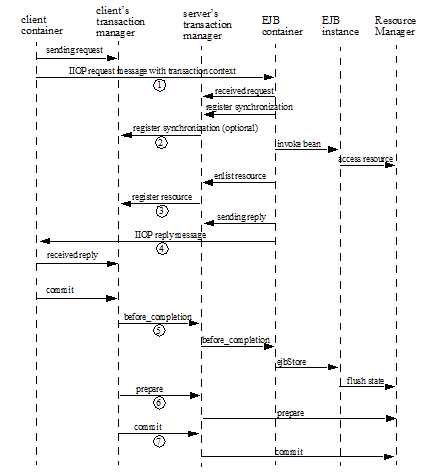 client container
client's transaction manager
server's transaction manager
EJB container
EJB instance
Resource Manager
sending request
IIOP request message with transaction context
1
received request
register synchronization
register synchronization (optional)
2
invoke bean
access resource
enlist resource
register resource
3
sending reply
IIOP reply message
4
received reply
commit
before_completion
5
before_completion
ejbStore
flush state
prepare
6
prepare
commit
7
commit